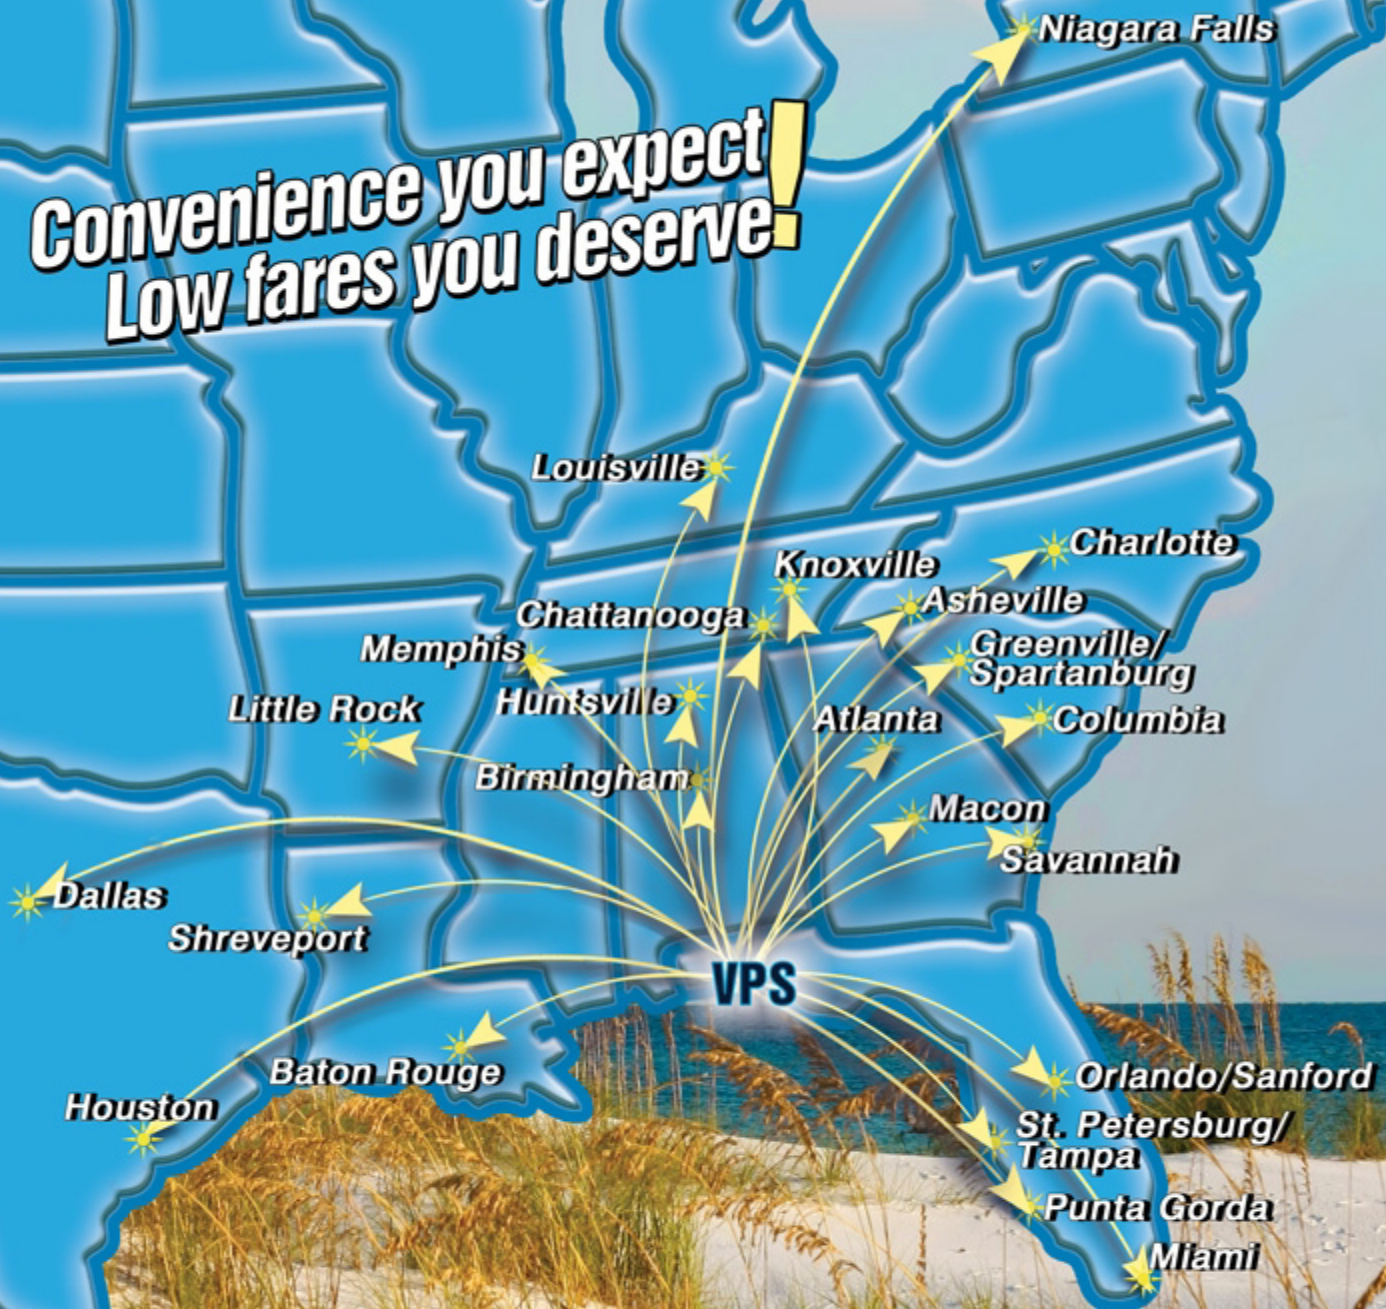 Niagara Falls
Convenience you expect!
Low fares you deserve
Louisville
Charlotte
Knoxville
Asheville
Chattanooga
Greenville/
Spartanburg
Memphis
Huntsville
Little Rock
Atlanta
Columbia
Birmingham
Macon
Savannah
Dallas
Shreveport
VPS
Baton Rouge
Orlando/Sanford
Houston
St. Petersburg/
Tampa
Punta Gorda
Miami